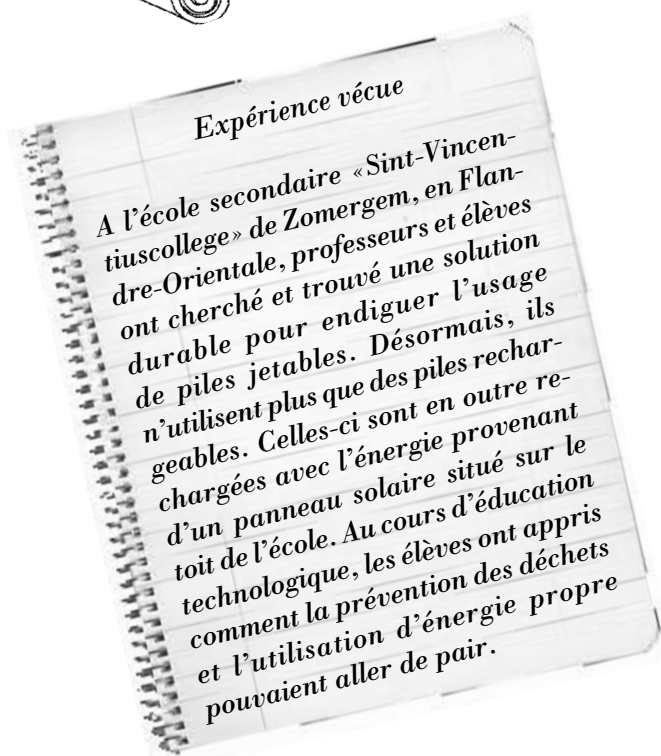 Expérience vécue
A l'école secondaire «Sint-Vincen-
tiuscollege» de Zomergem, en Flan-
dre-Orientale, professeurs et élèves
ont cherché et trouvé une solution
durable pour endiguer l'usage
de piles jetables. Désormais, ils
n'utilisent plus que des piles rechar-
geables. Celles-ci sont en outre re-
chargées avec l'énergie provenant
d'un panneau solaire situé sur le
toit de l'école. Au cours d'éducation
technologique, les élèves ont appris
comment la prévention des déchets
et l'utilisation d'énergie propre
pouvaient aller de pair.